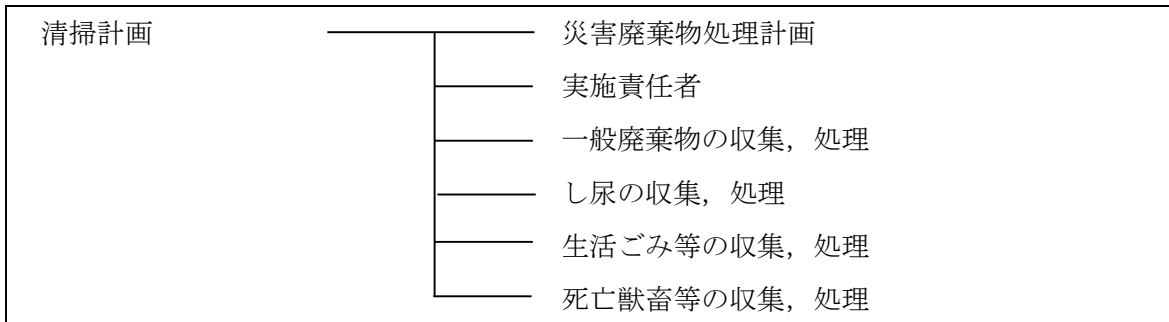 清掃計画 災害廃棄物処理計画
実施責任者
一般廃棄物の収集，処理
し尿の収集，処理
生活ごみ等の収集，処理
死亡獣畜等の収集，処理